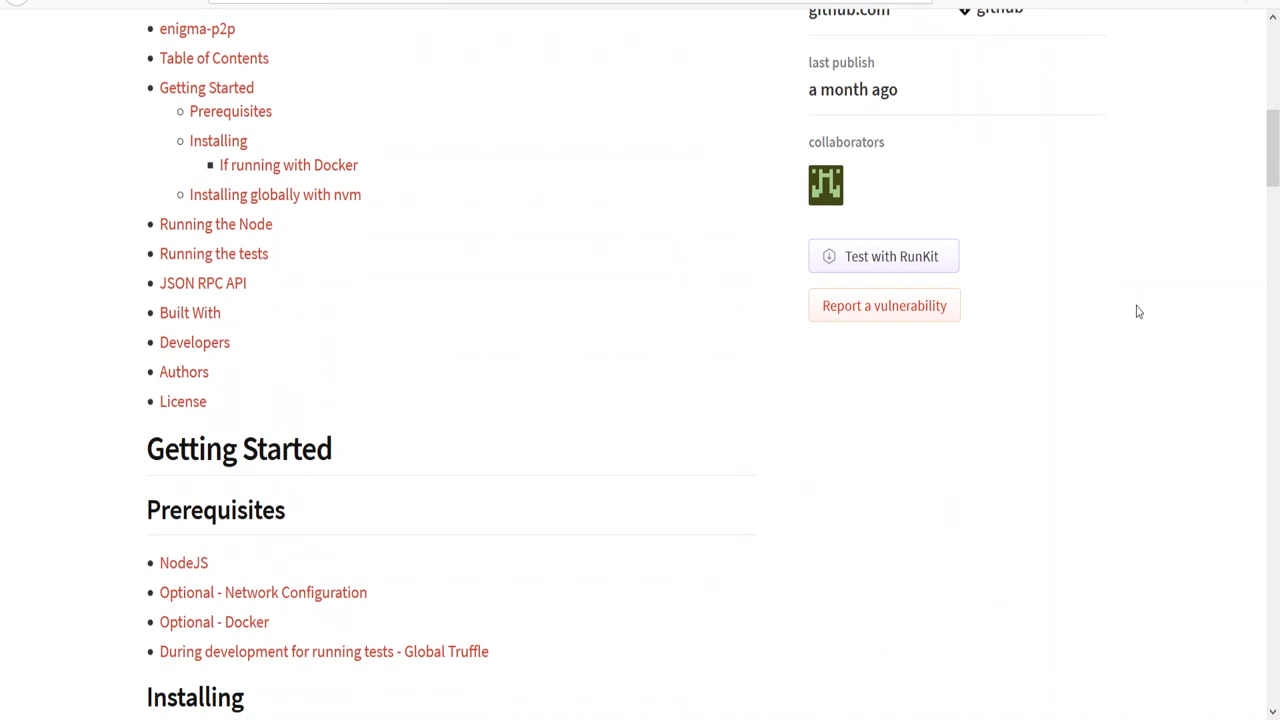 enigma-p2p
Table of Contents
Getting Started
Prerequisites
Installing
If running with Docker
Installing globally with nvm
Running the Node
Running the tests
JSON RPC API
Built With
Developers
Authors
License
Getting Started
Prerequisites
NodeJS
Optional - Network Configuration
Optional - Docker
During development for running tests - Global Truffle
Installing
github.com
github
last publish
a month ago
collaborators
Test with RunKit
Report a vulnerability